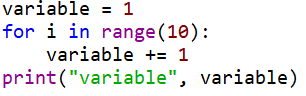 variable = 1
for i in range(10):
    variable += 1
print("variable", variable)